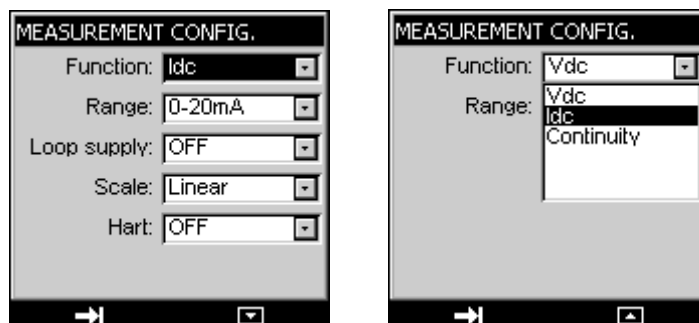 MEASUREMENT CONFIG.
Function: Idc
Range: 0-20mA
Loop supply: OFF
Scale: Linear
Hart: OFF
MEASUREMENT CONFIG.
Function: Vdc
Range:
Vdc
Idc
Continuity